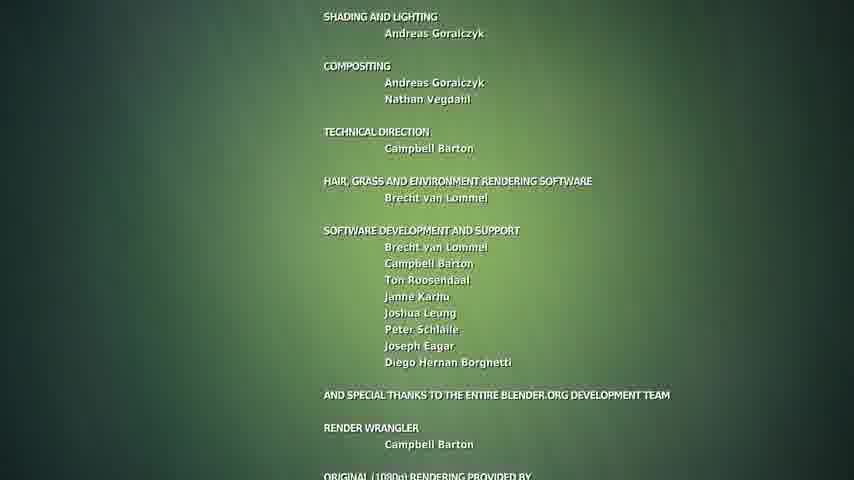 SHADING AND LIGHTING
Andreas Goralczyk
COMPOSITING
Andreas Goralczyk
Nathan Vegdahl
TECHNICAL DIRECTION
Campbell Barton
HAIR, GRASS AND ENVIRONMENT RENDERING SOFTWARE
Brecht van Lommel
SOFTWARE DEVELOPMENT AND SUPPORT
Brecht van Lommel
Campbell Barton
Ton Roosendaal
Janne Karhu
Joshua Leung
Peter Schlaile
Joseph Eagar
Diego Hernan Borghetti
AND SPECIAL THANKS TO THE ENTIRE BLENDER.ORG DEVELOPMENT TEAM
RENDER WRANGLER
Campbell Barton
ORIGINAL (1080p) RENDERING PROVIDED BY